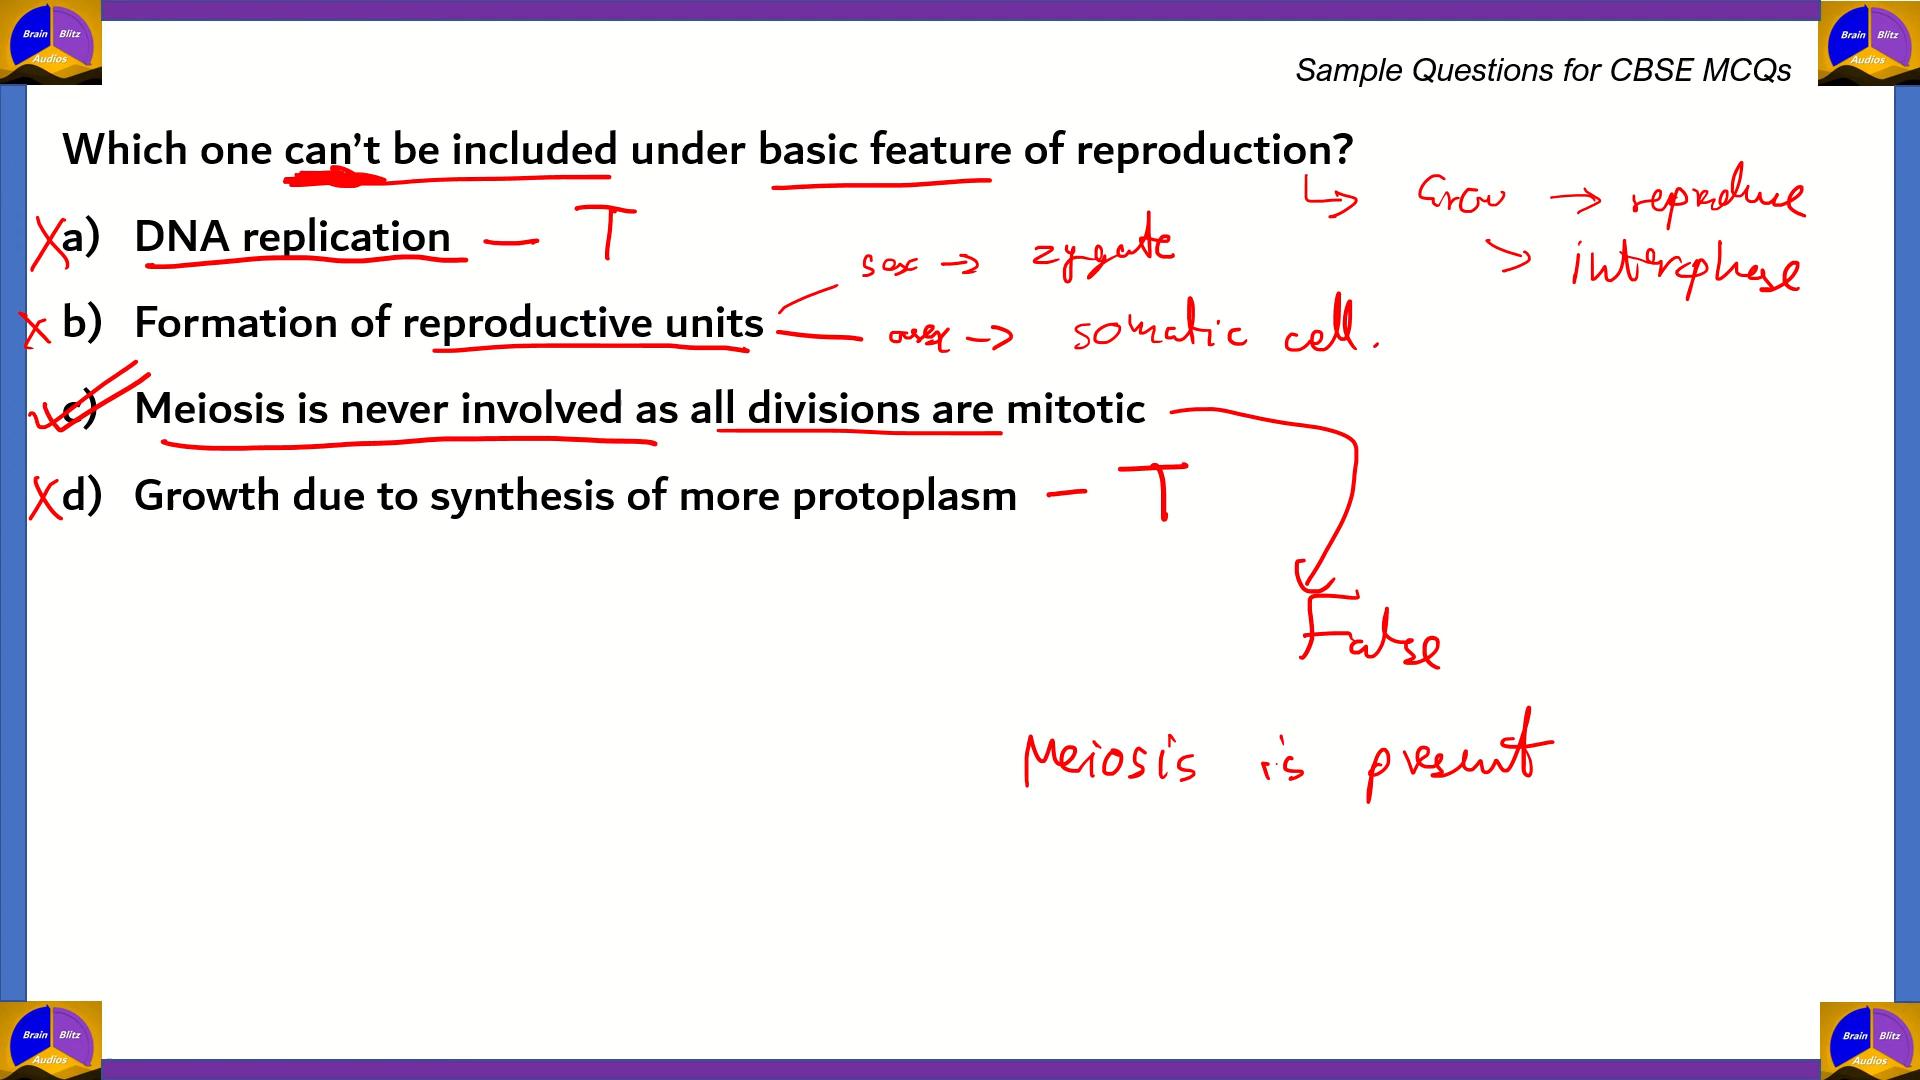 Brain Blitz
Audios
Brain Blitz
Audios
Sample Questions for CBSE MCQs
Which one can't be included under basic feature of reproduction?
Grow → reproduce
X a) DNA replication – T
sex → zygate
interphase
X b) Formation of reproductive units
asex → somatic cell.
c) Meiosis is never involved as all divisions are mitotic
X d) Growth due to synthesis of more protoplasm – T
False
Meiosis is present
Brain Blitz
Audios
Brain Blitz
Audios